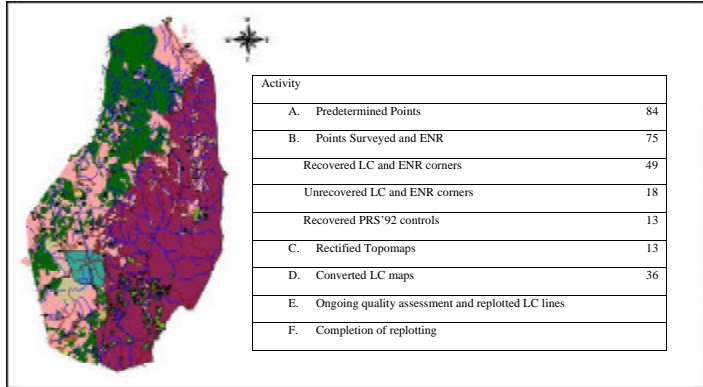 Activity
A. Predetermined Points 84
B. Points Surveyed and ENR 75
Recovered LC and ENR corners 49
Unrecovered LC and ENR corners 18
Recovered PRS'92 controls 13
C. Rectified Topomaps 13
D. Converted LC maps 36
E. Ongoing quality assessment and replotted LC lines
F. Completion of replotting